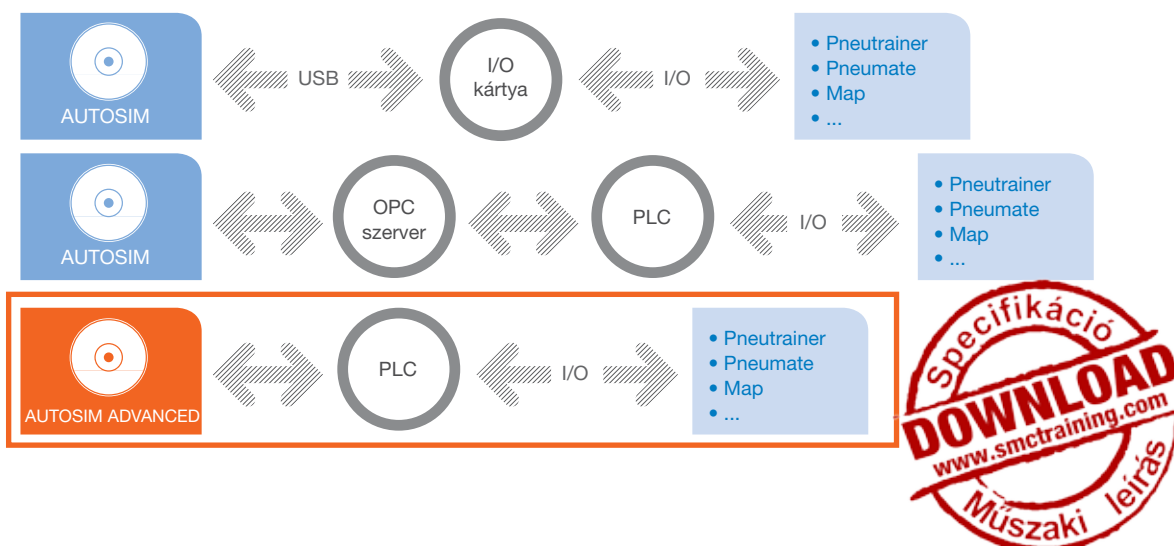 AUTOSIM
USB
I/O
kártya
I/O
• Pneutrainer
• Pneumate
• Map
• ...
AUTOSIM
OPC
szerver
PLC
I/O
• Pneutrainer
• Pneumate
• Map
• ...
AUTOSIM ADVANCED
PLC
I/O
• Pneutrainer
• Pneumate
• Map
• ...
Specifikáció
DOWNLOAD
www.smctraining.com
Műszaki leírás